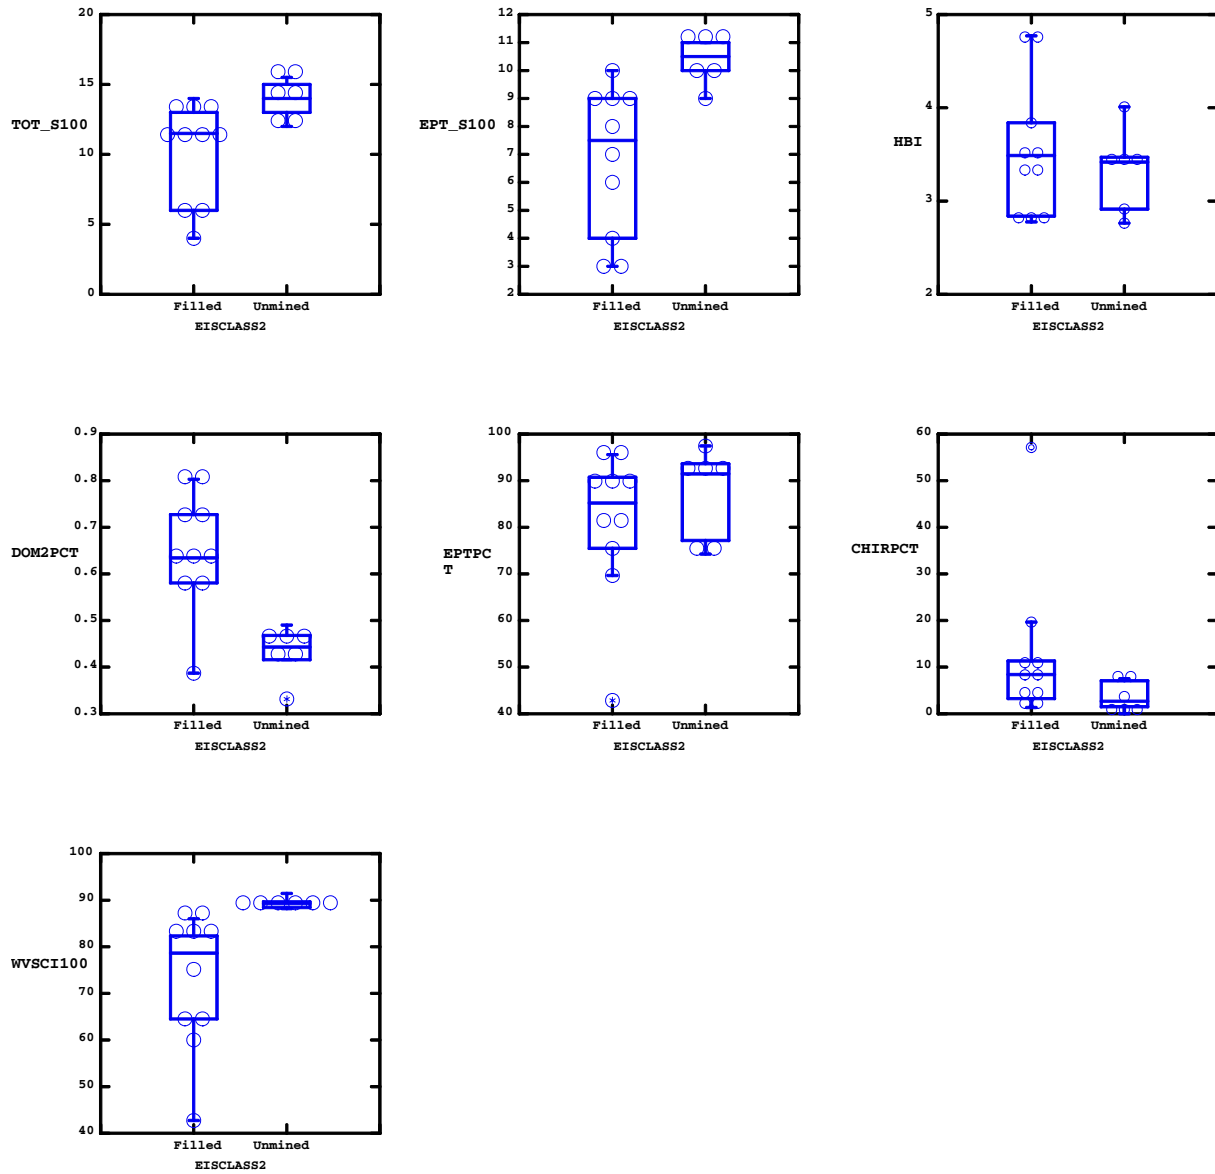 20
15
TOT_S100
10
5
0
Filled Unmined
EISCLASS2
12
11
10
9
8
EPT_S100
7
6
5
4
3
2
Filled Unmined
EISCLASS2
5
4
HBI
3
2
Filled Unmined
EISCLASS2
0.9
0.8
0.7
DOM2PCT
0.6
0.5
0.4
0.3
Filled Unmined
EISCLASS2
100
90
80
EPTPC
T
70
60
50
40
Filled Unmined
EISCLASS2
60
50
40
CHIRPCT
30
20
10
0
Filled Unmined
EISCLASS2
100
90
80
WVSCI100
70
60
50
40
Filled Unmined
EISCLASS2